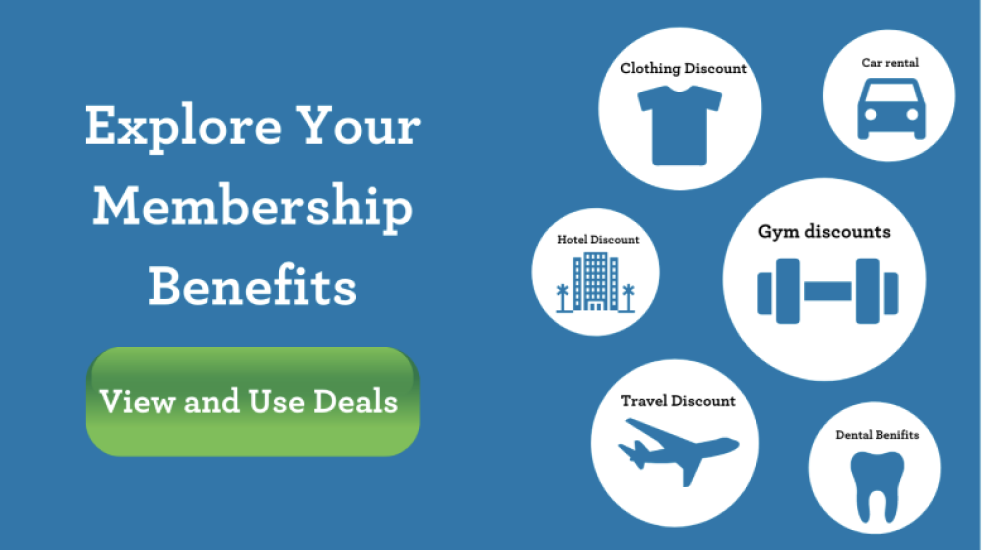 Explore Your
Membership
Benefits
View and Use Deals
Clothing Discount
Car rental
Hotel Discount
Gym discounts
Travel Discount
Dental Benifits